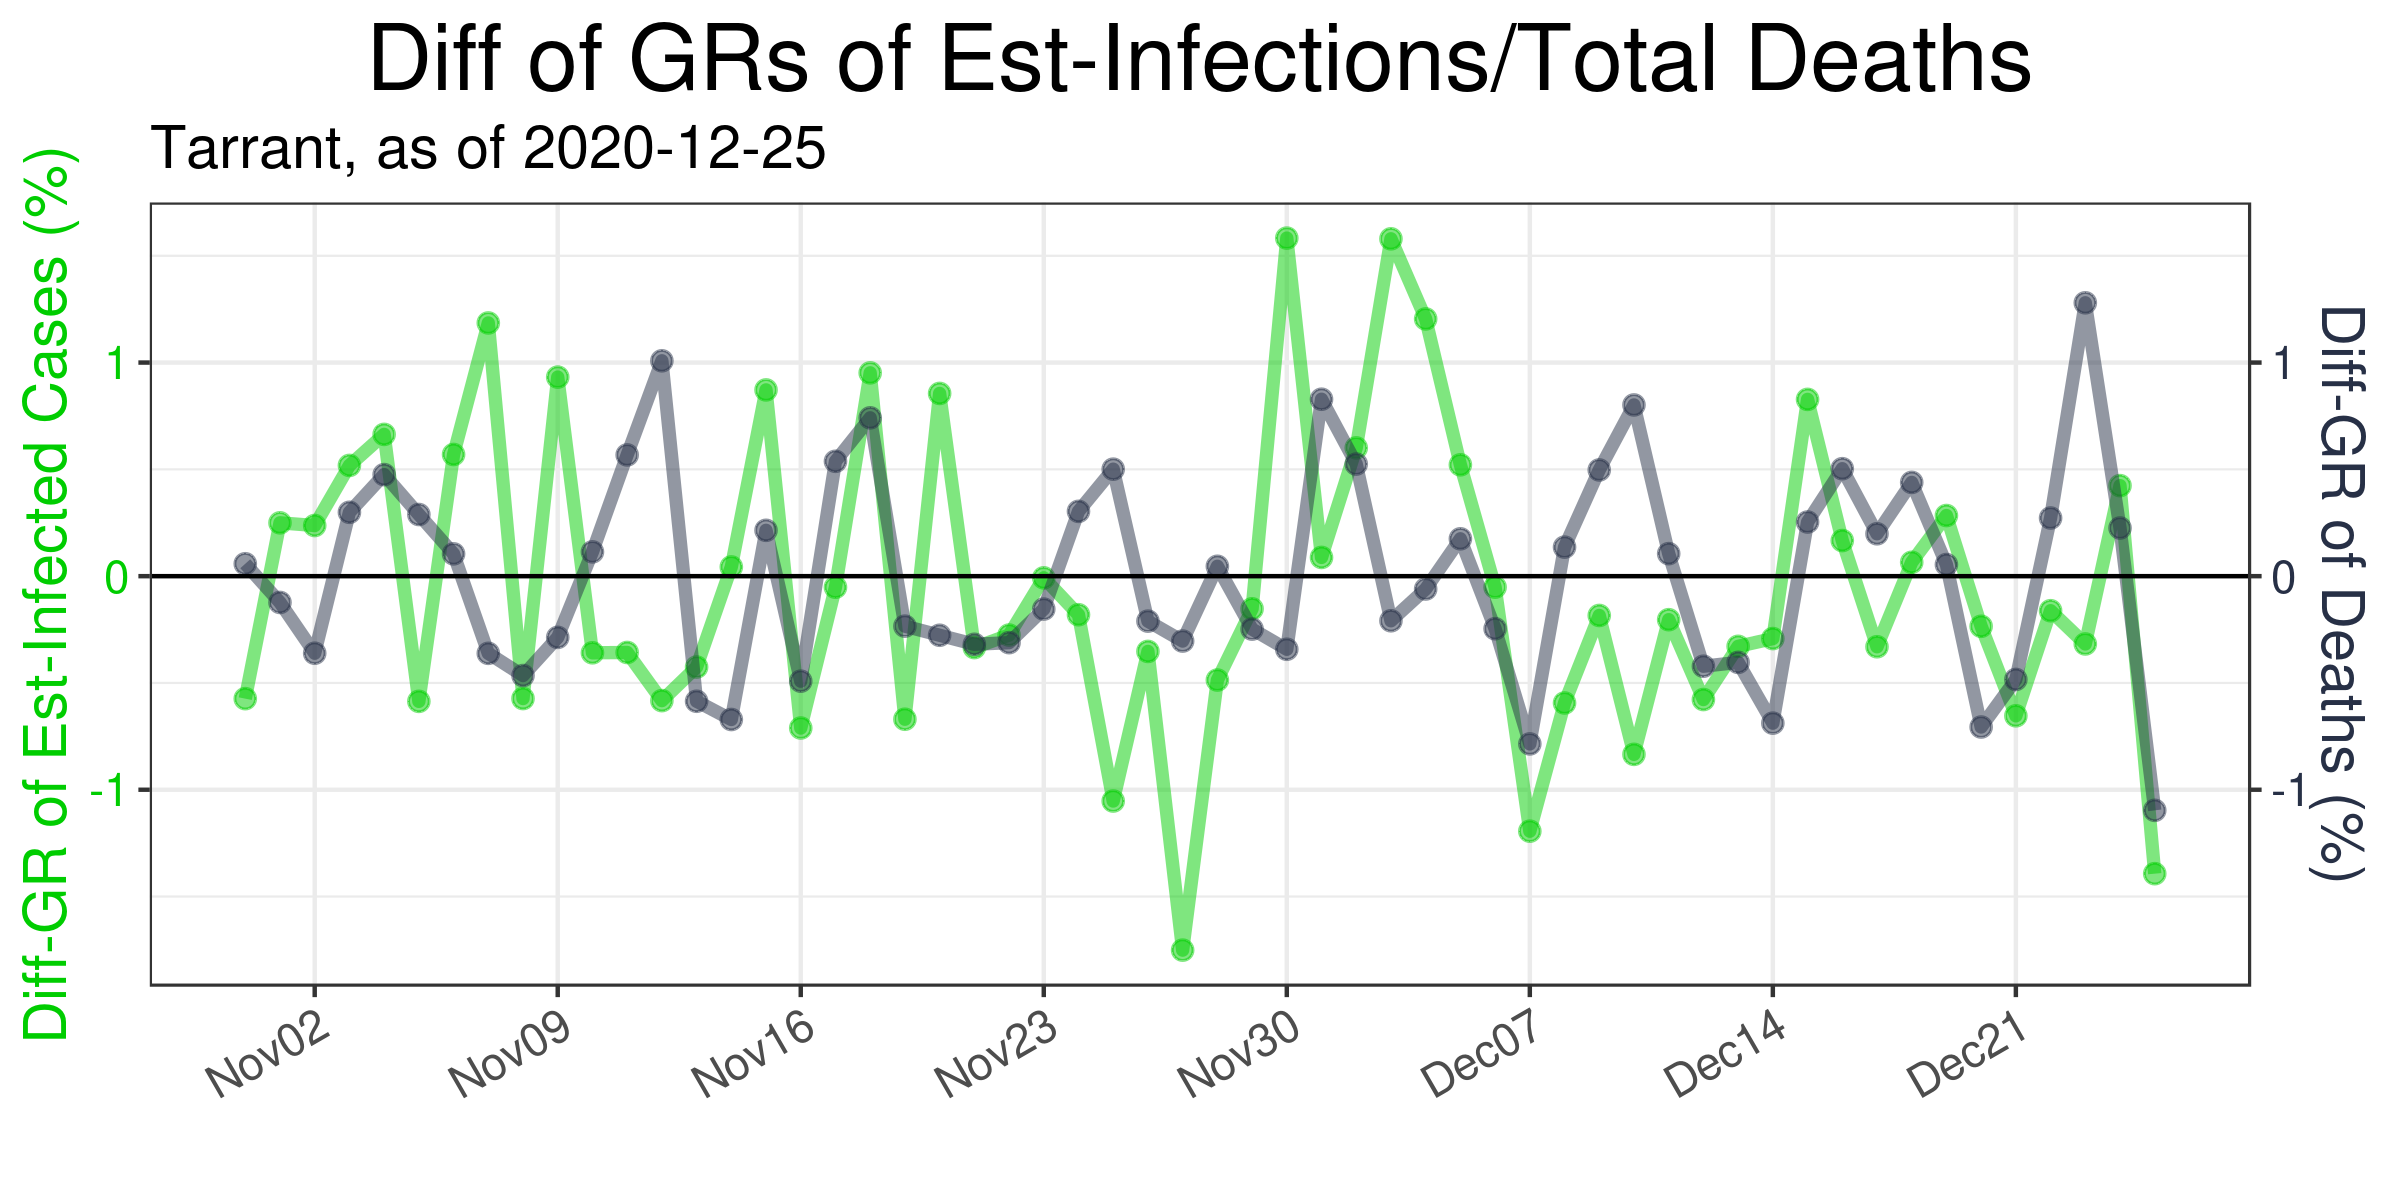 Diff of GRs of Est-Infections/Total Deaths
Tarrant, as of 2020-12-25
Diff-GR of Est-Infected Cases (%)
1
0
-1
1
0
-1
Diff-GR of Deaths (%)
Nov02
Nov09
Nov16
Nov23
Nov30
Dec07
Dec14
Dec21